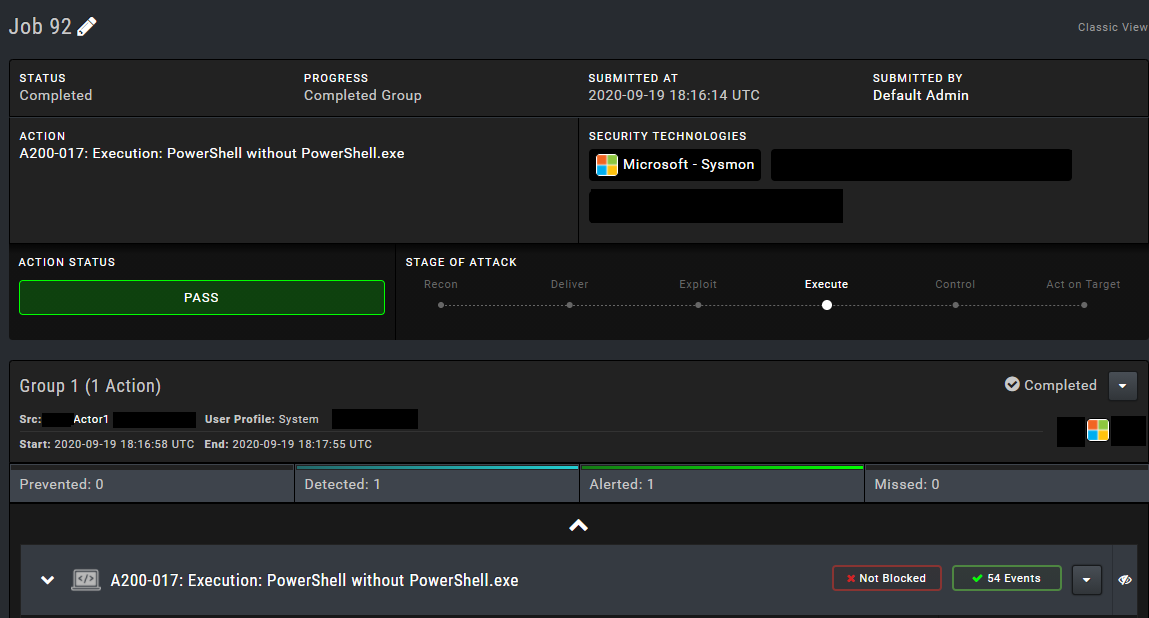 Job 92
Classic View
STATUS
Completed
PROGRESS
Completed Group
SUBMITTED AT
2020-09-19 18:16:14 UTC
SUBMITTED BY
Default Admin
ACTION
A200-017: Execution: PowerShell without PowerShell.exe
SECURITY TECHNOLOGIES
Microsoft - Sysmon
ACTION STATUS
PASS
STAGE OF ATTACK
Recon
Deliver
Exploit
Execute
Control
Act on Target
Group 1 (1 Action)
Completed
Src: Actor1 User Profile: System
Start: 2020-09-19 18:16:58 UTC End: 2020-09-19 18:17:55 UTC
Prevented: 0
Detected: 1
Alerted: 1
Missed: 0
A200-017: Execution: PowerShell without PowerShell.exe
Not Blocked
54 Events